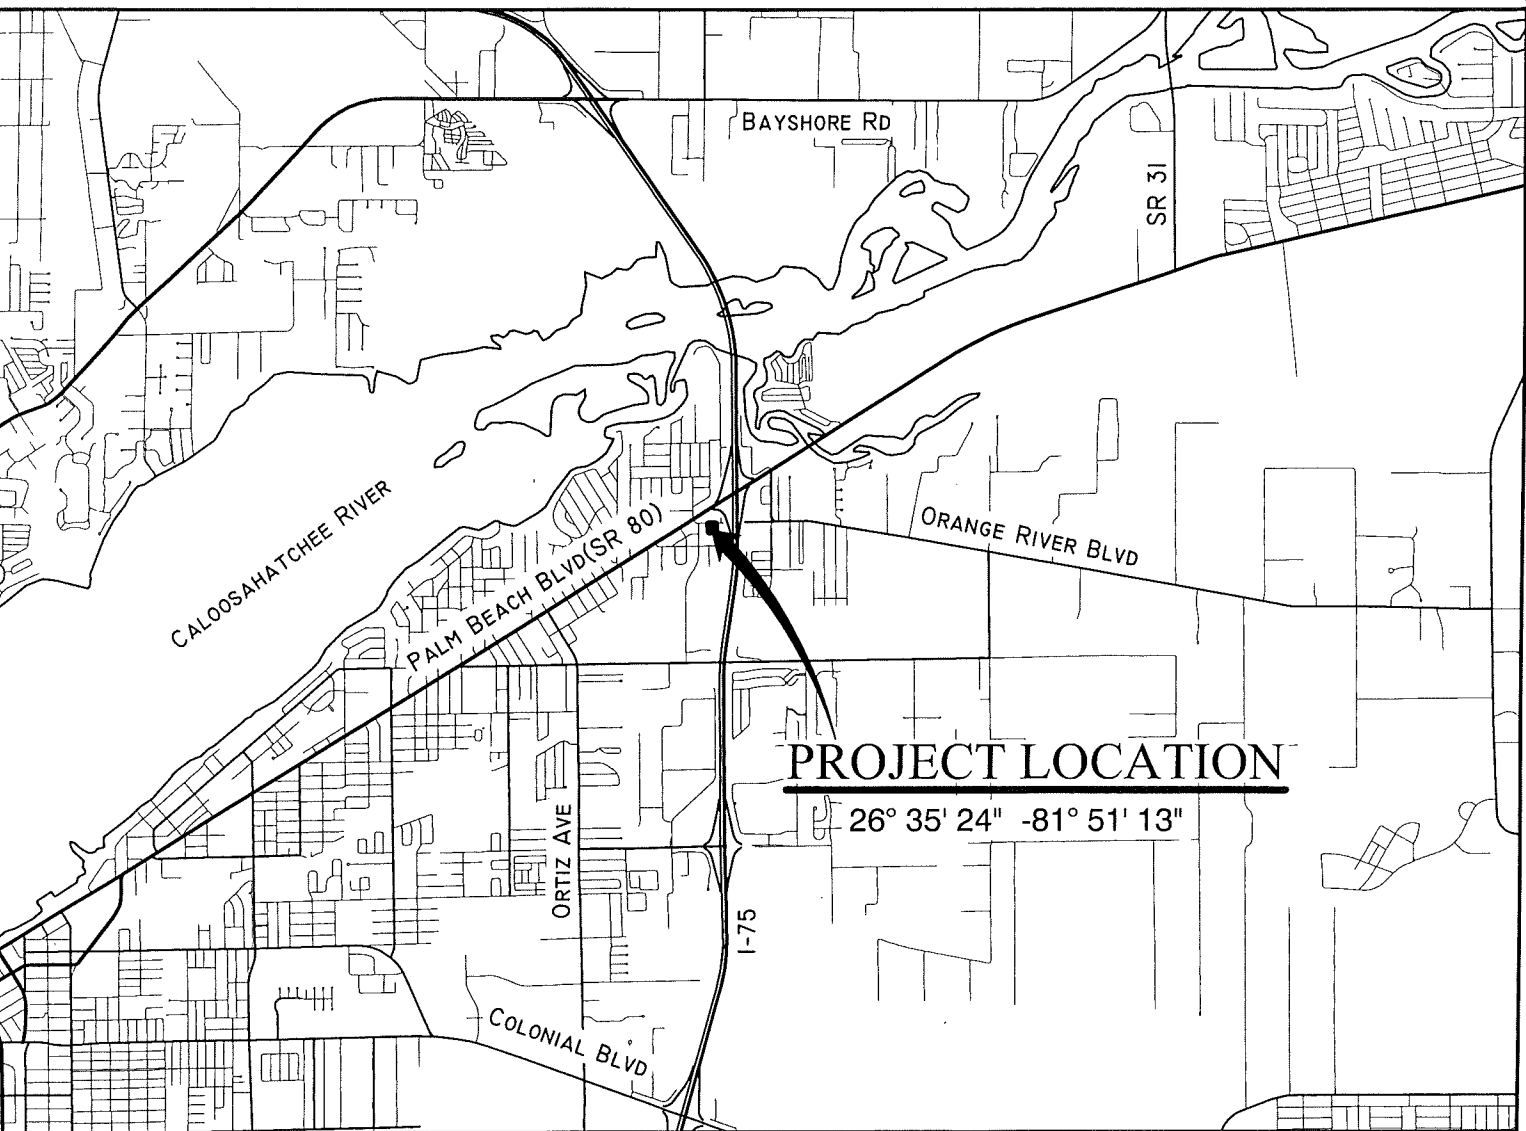 BAYSHORE RD
SR 31
CALOOSAHATCHEE RIVER
PALM BEACH BLVD(SR 80)
ORANGE RIVER BLVD
PROJECT LOCATION
26° 35' 24" -81° 51' 13"
ORTIZ AVE
I-75
COLONIAL BLVD